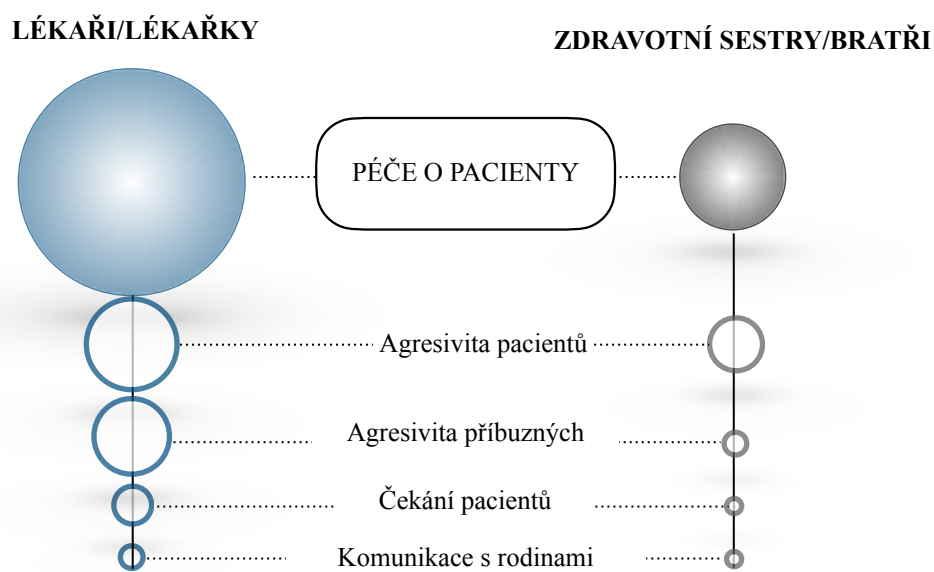 LÉKAŘI/LÉKAŘKY
ZDRAVOTNÍ SESTRY/BRATŘI
PÉČE O PACIENTY
Agresivita pacientů
Agresivita příbuzných
Čekání pacientů
Komunikace s rodinami